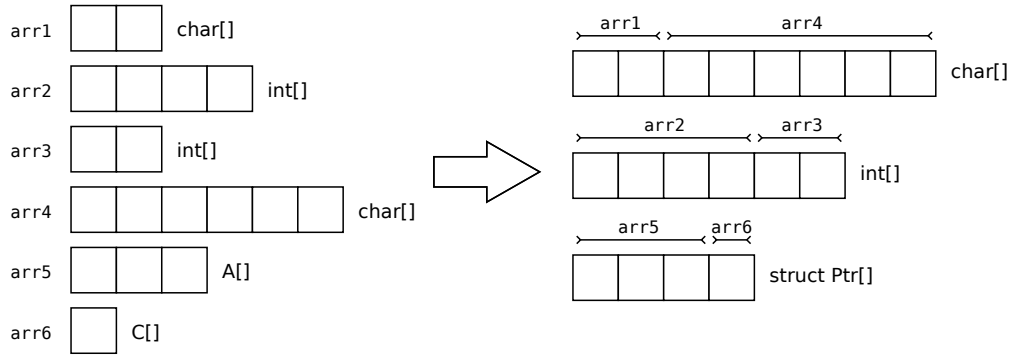 arr1 char[]
arr2 int[]
arr3 int[]
arr4 char[]
arr5 A[]
arr6 C[]
arr1 arr4
char[]
arr2 arr3
int[]
arr5 arr6
struct Ptr[]